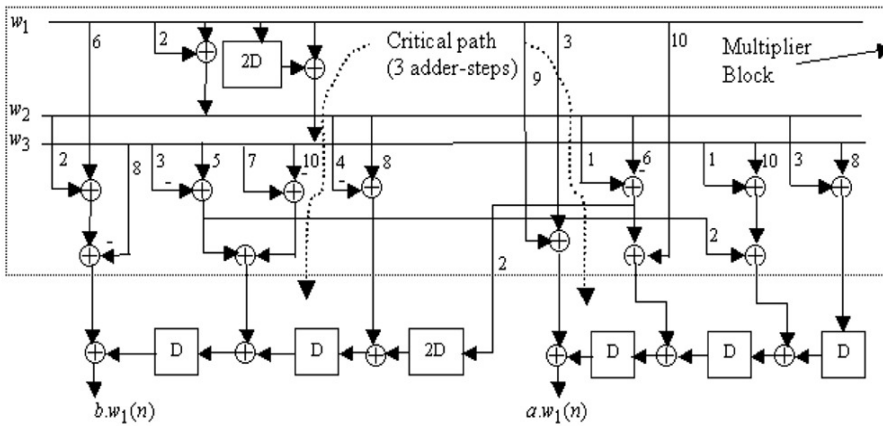 w1
6
2
2D
Critical path
(3 adder-steps)
9
3
10
Multiplier
Block
w2
w3
2
8
3
-
5
7
-
10
4
-
8
1
-
6
1
10
3
8
-
2
2
D
D
2D
D
D
D
b.w1(n)
a.w1(n)